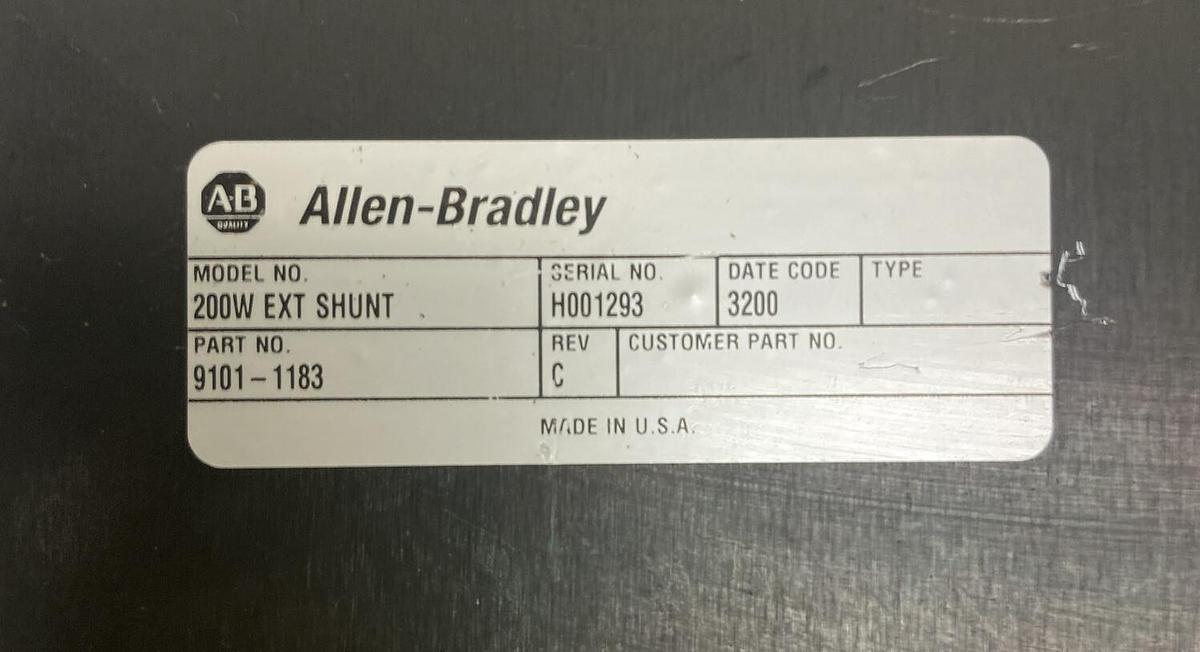 A-B
QUALITY
Allen-Bradley
MODEL NO. SERIAL NO. DATE CODE TYPE
200W EXT SHUNT H001293 3200
PART NO. REV CUSTOMER PART NO.
9101-1183 C
MADE IN U.S.A.